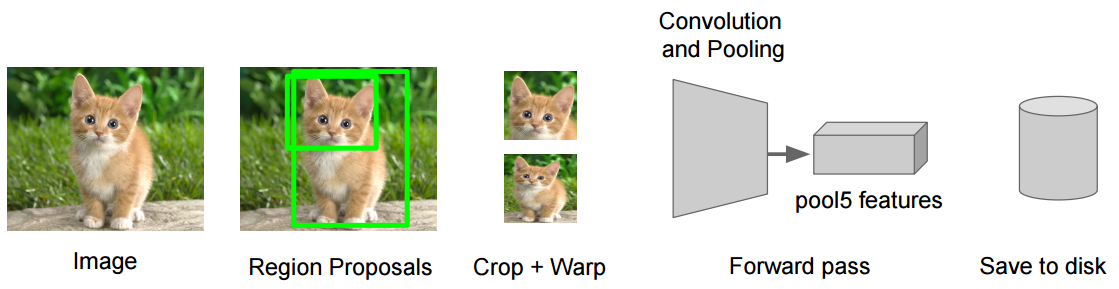 Convolution
and Pooling
pool5 features
Image
Region Proposals
Crop + Warp
Forward pass
Save to disk